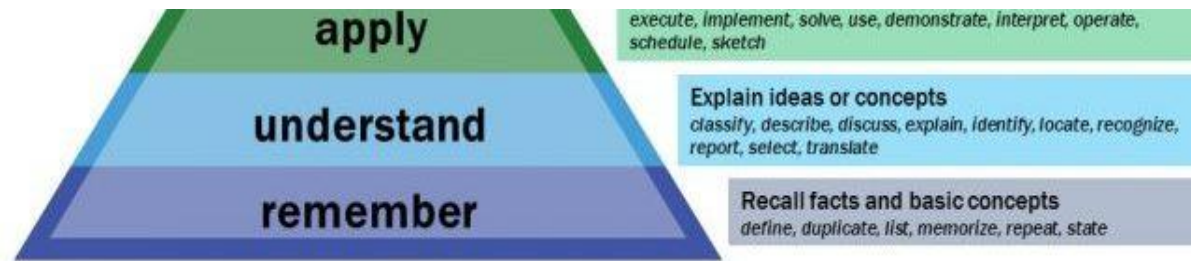 apply
execute, implement, solve, use, demonstrate, interpret, operate,
schedule, sketch
understand
Explain ideas or concepts
classify, describe, discuss, explain, identify, locate, recognize,
report, select, translate
remember
Recall facts and basic concepts
define, duplicate, list, memorize, repeat, state